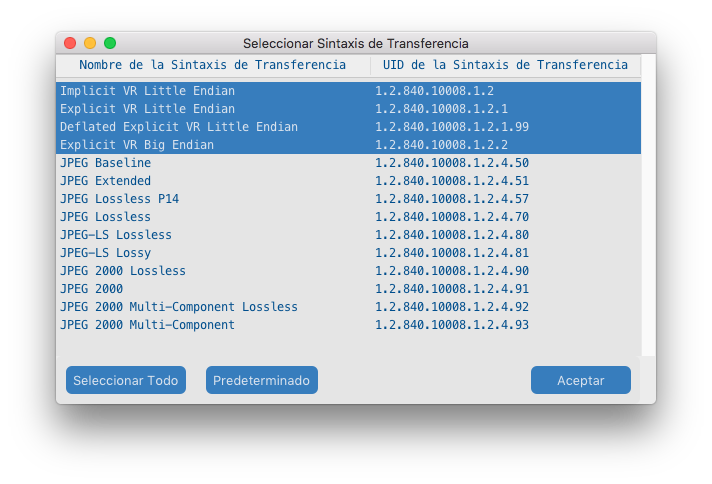 Seleccionar Sintaxis de Transferencia
Nombre de la Sintaxis de Transferencia UID de la Sintaxis de Transferencia
Implicit VR Little Endian 1.2.840.10008.1.2
Explicit VR Little Endian 1.2.840.10008.1.2.1
Deflated Explicit VR Little Endian 1.2.840.10008.1.2.1.99
Explicit VR Big Endian 1.2.840.10008.1.2.2
JPEG Baseline 1.2.840.10008.1.2.4.50
JPEG Extended 1.2.840.10008.1.2.4.51
JPEG Lossless P14 1.2.840.10008.1.2.4.57
JPEG Lossless 1.2.840.10008.1.2.4.70
JPEG-LS Lossless 1.2.840.10008.1.2.4.80
JPEG-LS Lossy 1.2.840.10008.1.2.4.81
JPEG 2000 Lossless 1.2.840.10008.1.2.4.90
JPEG 2000 1.2.840.10008.1.2.4.91
JPEG 2000 Multi-Component Lossless 1.2.840.10008.1.2.4.92
JPEG 2000 Multi-Component 1.2.840.10008.1.2.4.93
Seleccionar Todo Predeterminado Aceptar